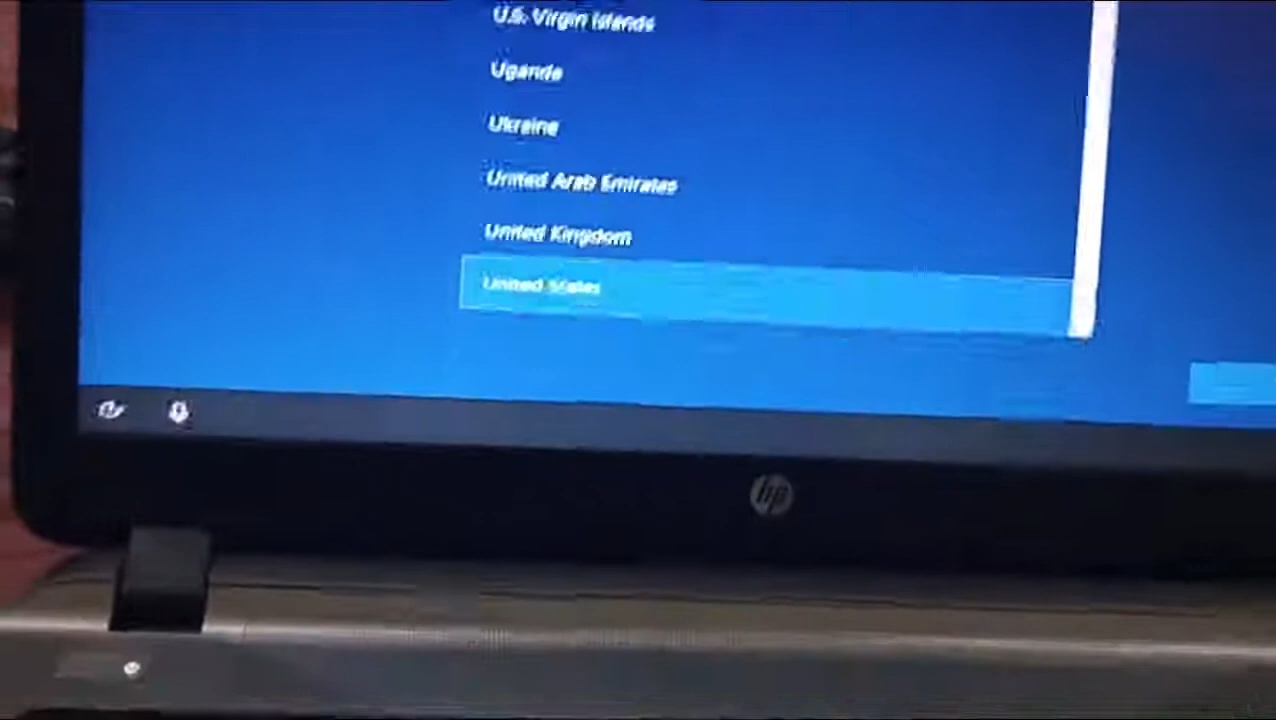 U.S. Virgin Islands
Uganda
Ukraine
United Arab Emirates
United Kingdom
United States
hp